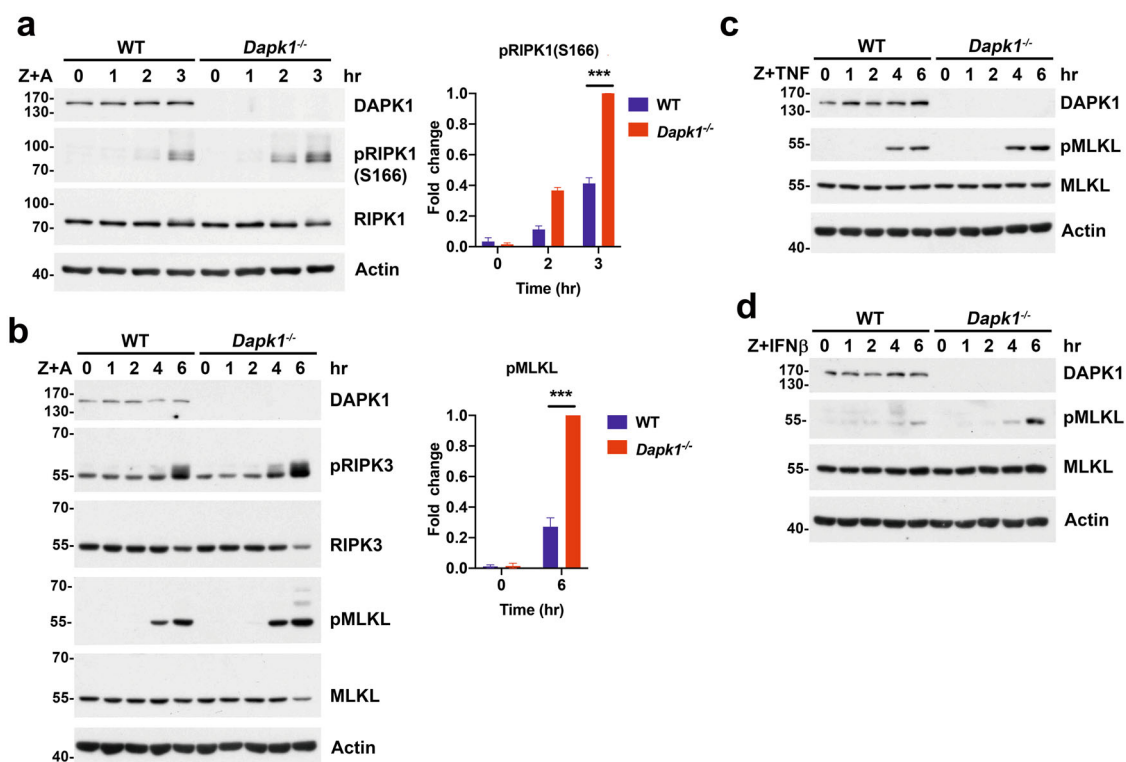 a
WT Dapk1-/-
Z+A 0 1 2 3 0 1 2 3 hr
170-
130-
DAPK1
100-
70-
pRIPK1
(S166)
100-
70-
RIPK1
40-
Actin
pRIPK1(S166)
***
Fold change
1.0
0.8
0.6
0.4
0.2
0.0
0 2 3
Time (hr)
WT
Dapk1-/-
b
WT Dapk1-/-
Z+A 0 1 2 4 6 0 1 2 4 6 hr
170-
130-
DAPK1
70-
55-
pRIPK3
70-
55-
RIPK3
70-
55-
pMLKL
70-
55-
MLKL
40-
Actin
pMLKL
***
Fold change
1.0
0.8
0.6
0.4
0.2
0.0
0 6
Time (hr)
WT
Dapk1-/-
c
WT Dapk1-/-
Z+TNF 0 1 2 4 6 0 1 2 4 6 hr
170-
130-
DAPK1
55-
pMLKL
55-
MLKL
40-
Actin
d
WT Dapk1-/-
Z+IFNβ 0 1 2 4 6 0 1 2 4 6 hr
170-
130-
DAPK1
55-
pMLKL
55-
MLKL
40-
Actin